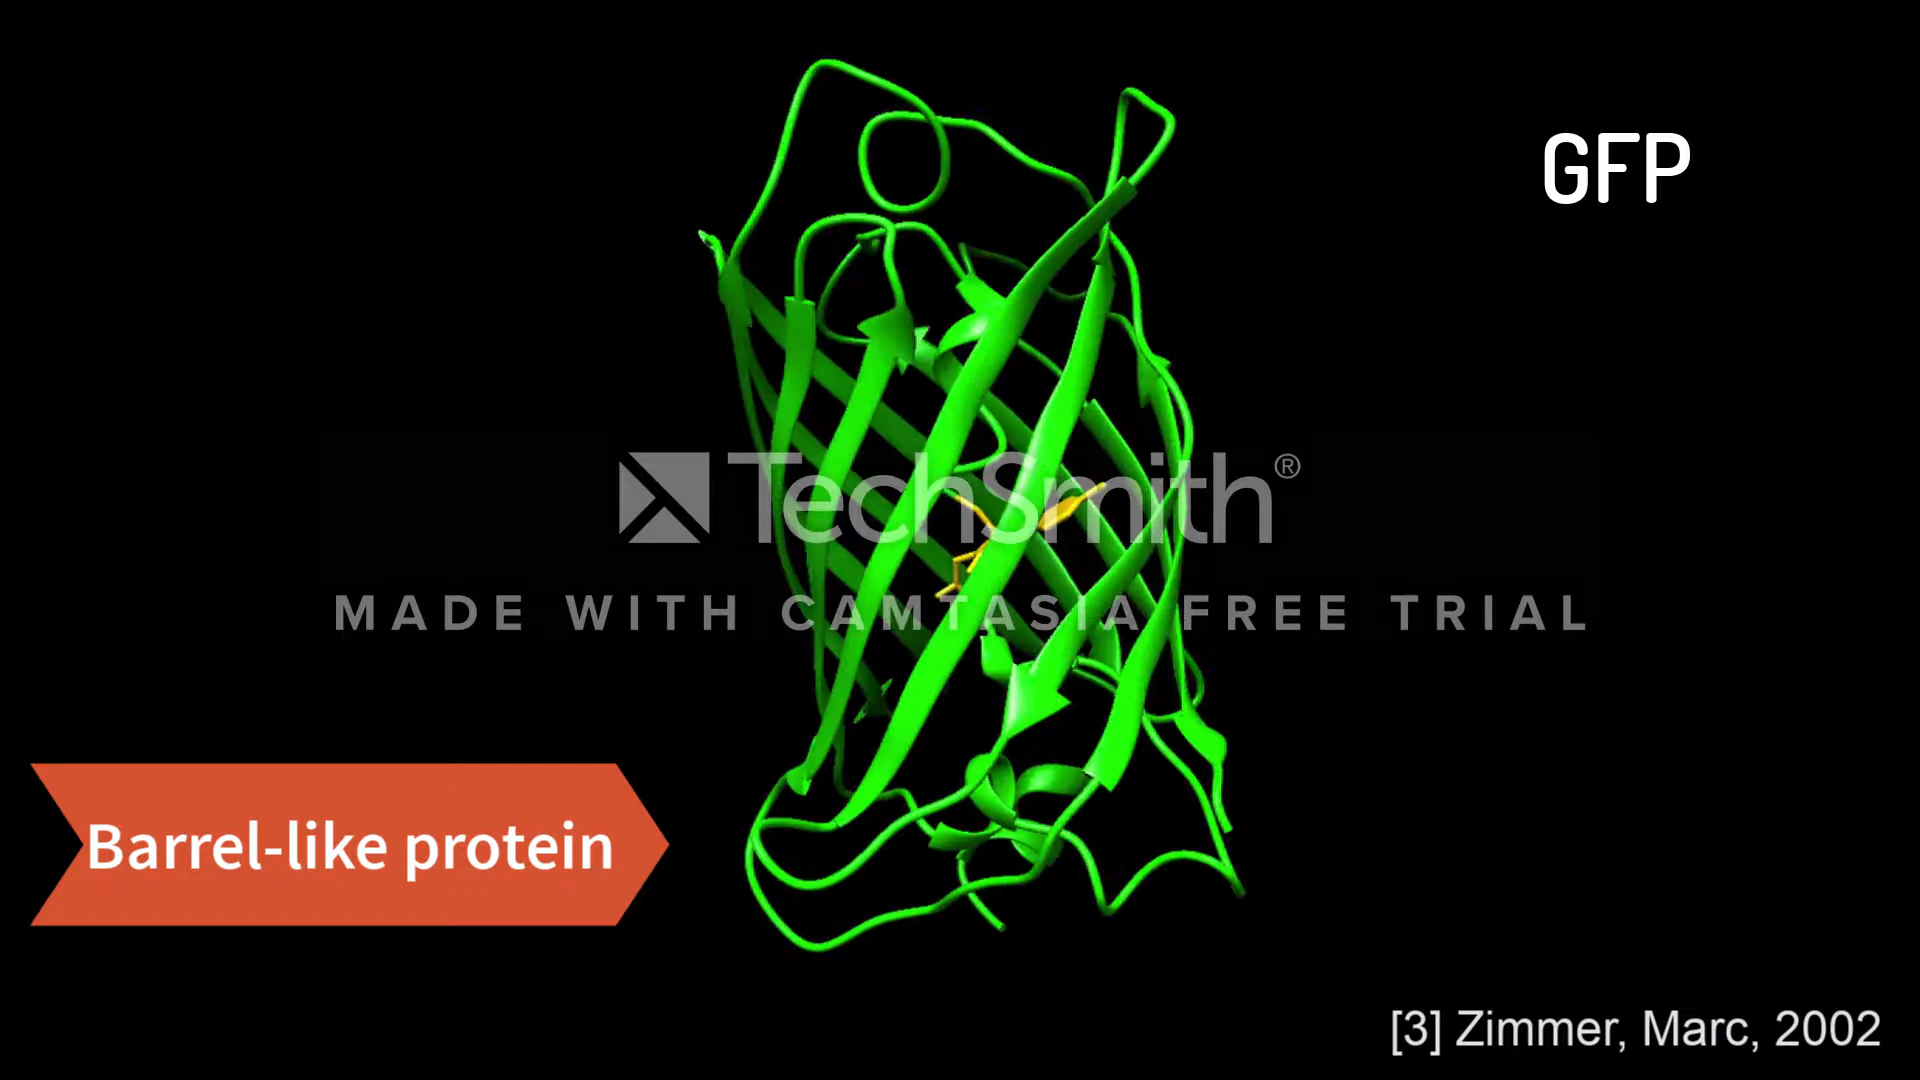 GFP
TechSmith®
MADE WITH CAMTASIA FREE TRIAL
Barrel-like protein
[3] Zimmer, Marc, 2002